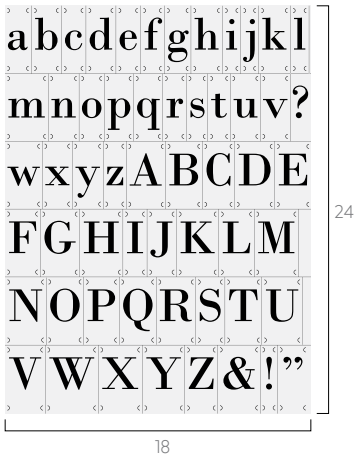 abcdefghijkl
mnopqrstuv?
wxyzABCDE
FGHIJKLM
NOPQRSTU
VWXYZ&!”
24
18